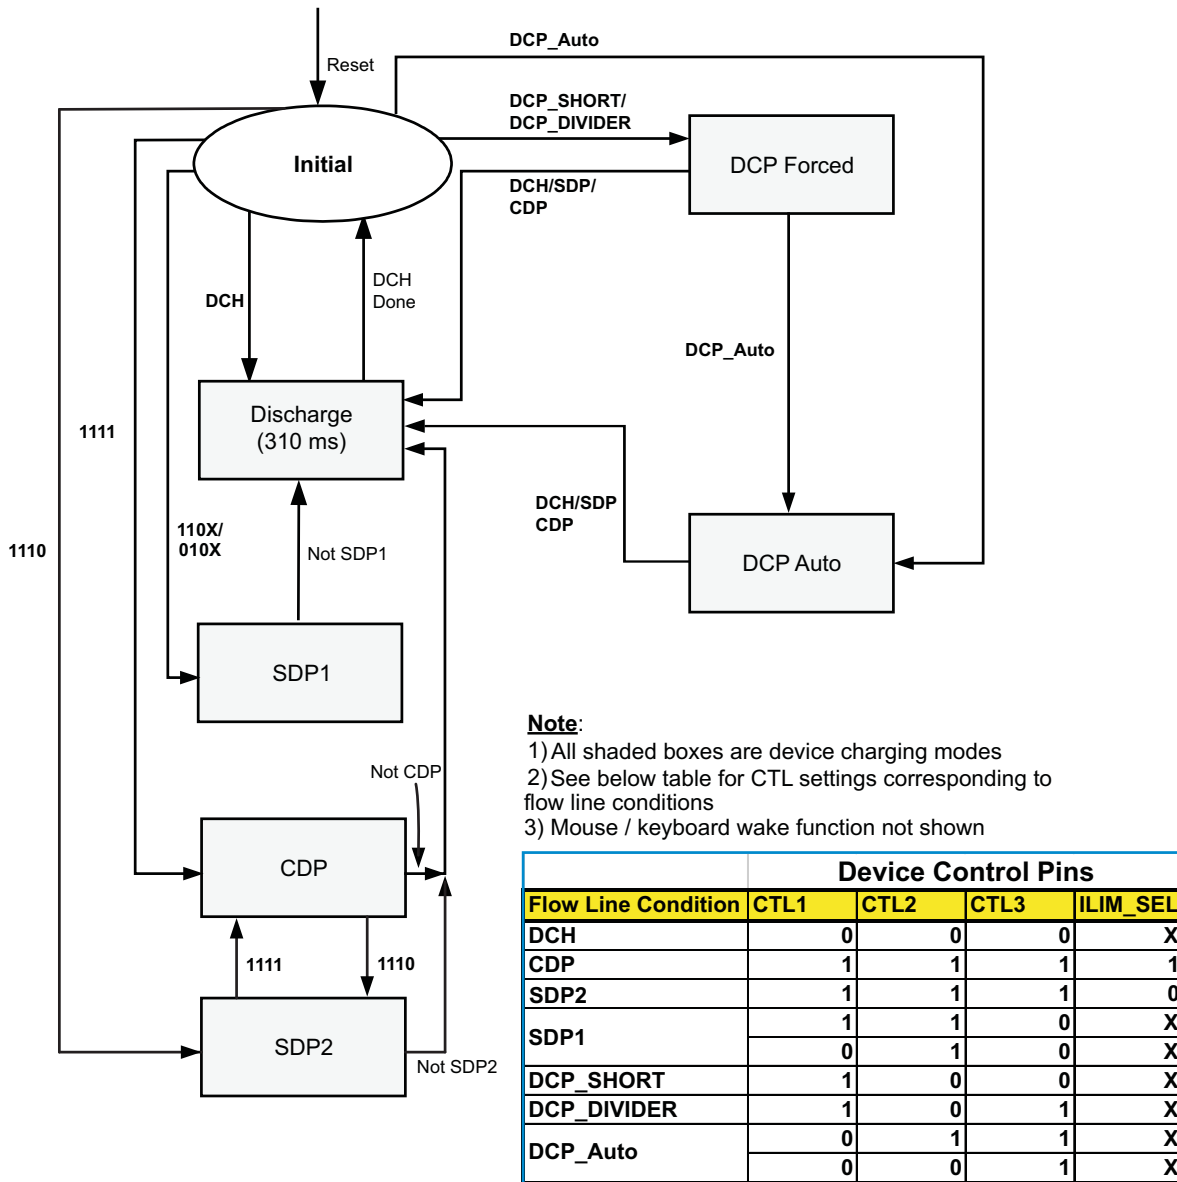 Reset
DCP_Auto
DCP_SHORT/
DCP_DIVIDER
Initial
DCP Forced
DCH/SDP/
CDP
DCH
DCH
Done
DCP_Auto
Discharge
(310 ms)
1111
1110
110X/
010X
Not SDP1
DCH/SDP
CDP
DCP Auto
SDP1
Not CDP
CDP
1111
1110
SDP2
Not SDP2
Note:
1) All shaded boxes are device charging modes
2) See below table for CTL settings corresponding to
flow line conditions
3) Mouse / keyboard wake function not shown
Device Control Pins
Flow Line Condition CTL1 CTL2 CTL3 ILIM_SEL
DCH 0 0 0 X
CDP 1 1 1 1
SDP2 1 1 1 0
SDP1 1 1 0 X
0 1 0 X
DCP_SHORT 1 0 0 X
DCP_DIVIDER 1 0 1 X
DCP_Auto 0 1 1 X
0 0 1 X